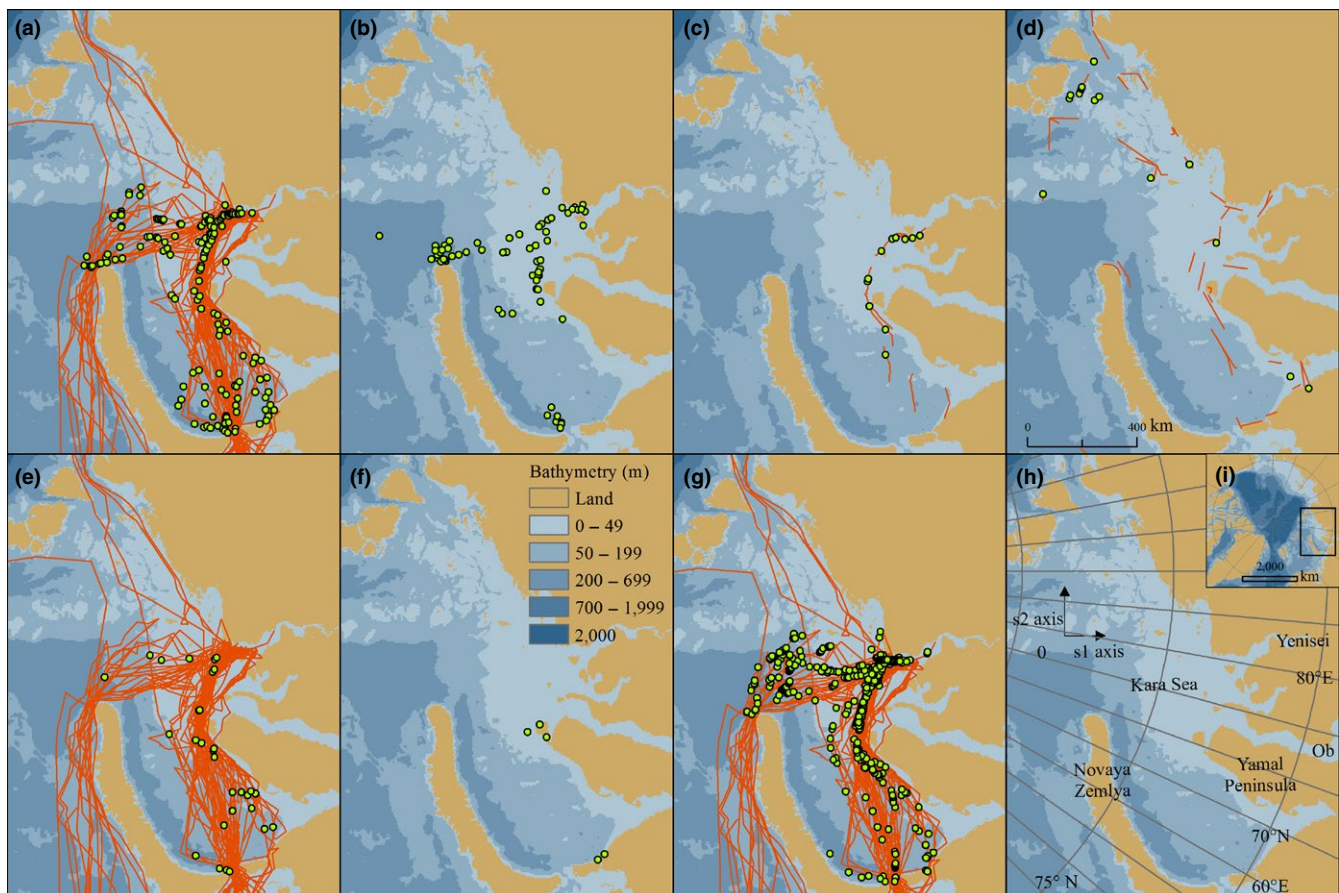 (a)
(b)
(c)
(d)
0 400 km
(e)
(f)
Bathymetry (m)
Land
0 – 49
50 – 199
200 – 699
700 – 1,999
2,000
(g)
(h)
(i)
2,000
km
s2 axis
0 s1 axis
Yenisei
80°E
Kara Sea
Ob
Yamal
Peninsula
Novaya
Zemlya
70°N
75° N
60°E